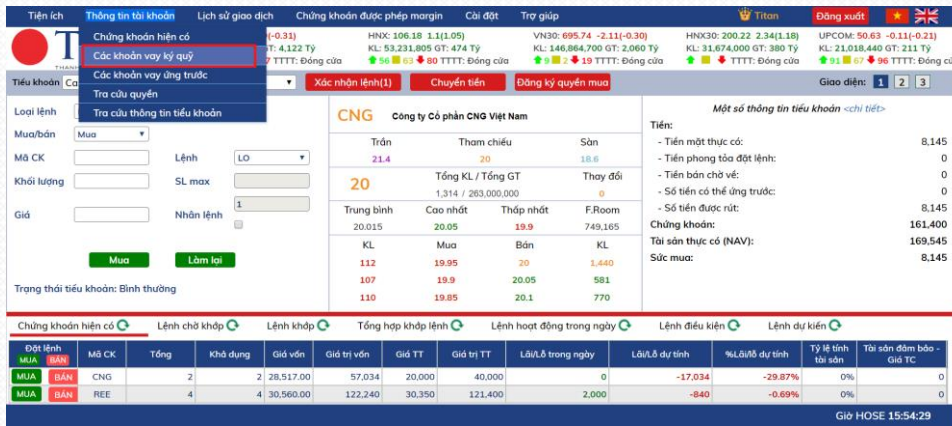 Tiện ích Thông tin tài khoản Lịch sử giao dịch Chứng khoán được phép margin Cài đặt Trợ giúp Titan Đăng xuất
Chứng khoán hiện có
Các khoản vay ký quỹ
Các khoản vay ứng trước
Tra cứu quyền
Tra cứu thông tin tiểu khoản
T
(-0.31) HNX: 106.18 1.1(1.05) VN30: 695.74 -2.11(-0.30) HNX30: 200.22 2.34(1.18) UPCOM: 50.63 -0.11(-0.21)
GT: 4,122 Tỷ KL: 53,231,805 GT: 474 Tỷ KL: 146,864,700 GT: 2,060 Tỷ KL: 31,674,000 GT: 380 Tỷ KL: 21,018,440 GT: 211 Tỷ
7 TTTT: Đóng cửa 56 63 80 TTTT: Đóng cửa 9 2 19 TTTT: Đóng cửa TTTT: Đóng cửa 91 67 96 TTTT: Đóng cử
THANH
Tiểu khoản Ca Xác nhận lệnh(1) Chuyển tiền Đăng ký quyền mua Giao diện: 1 2 3
Loại lệnh
Mua/bán Mua
Mã CK Lệnh LO
Khối lượng SL max
1
Giá Nhân lệnh
Mua Làm lại
Trạng thái tiểu khoản: Bình thường
CNG Công ty Cổ phần CNG Việt Nam
Trần Tham chiếu Sàn
21.4 20 18.6
20 Tổng KL / Tổng GT Thay đổi
1,314 / 263,000,000 0
Trung bình Cao nhất Thấp nhất F.Room
20.015 20.05 19.9 749,165
KL Mua Bán KL
112 19.95 20 1,440
107 19.9 20.05 581
110 19.85 20.1 770
Một số thông tin tiểu khoản <chi tiết>
Tiền:
- Tiền mặt thực có: 8,145
- Tiền phong tỏa đặt lệnh: 0
- Tiền bán chờ về: 0
- Số tiền có thể ứng trước: 0
- Số tiền được rút: 8,145
Chứng khoán: 161,400
Tài sản thực có (NAV): 169,545
Sức mua: 8,145
Chứng khoán hiện có Lệnh chờ khớp Lệnh khớp Tổng hợp khớp lệnh Lệnh hoạt động trong ngày Lệnh điều kiện Lệnh dự kiến
Đặt lệnh MUA BÁN Mã CK Tổng Khả dụng Giá vốn Giá trị vốn Giá TT Giá trị TT Lãi/Lỗ trong ngày Lãi/Lỗ dự tính %Lãi/lỗ dự tính Tỷ lệ tính tài sản Tài sản đảm bảo - Giá TC
MUA BÁN CNG 2 2 28,517.00 57,034 20,000 40,000 0 -17,034 -29.87% 0% 0
MUA BÁN REE 4 4 30,560.00 122,240 30,350 121,400 2,000 -840 -0.69% 0% 0
Giờ HOSE 15:54:29